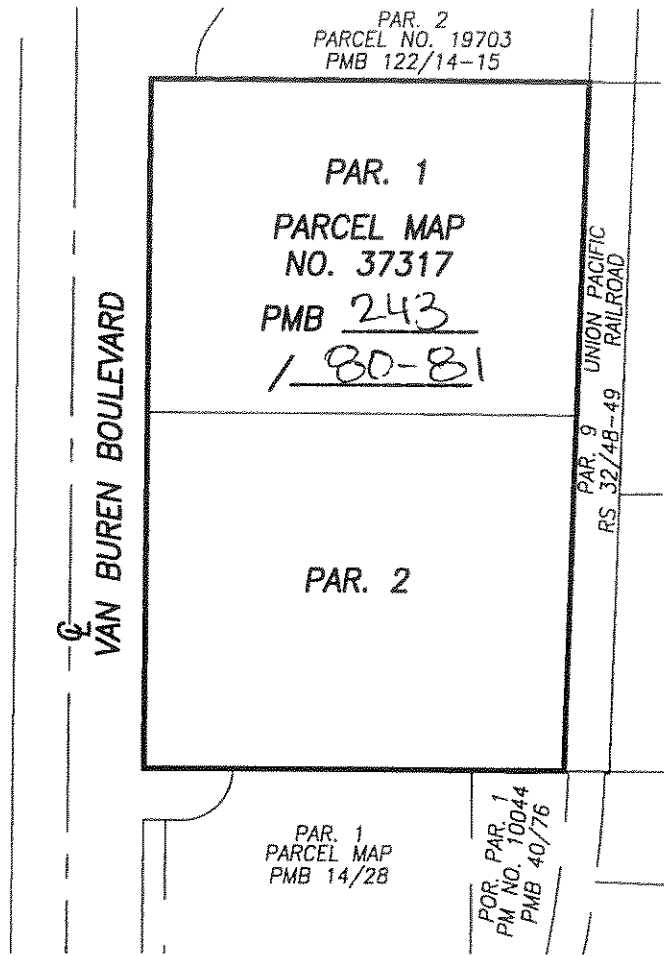 PAR. 2
PARCEL NO. 19703
PMB 122/14-15
PAR. 1
PARCEL MAP
NO. 37317
PMB 243
/ 80-81
UNION PACIFIC
RAILROAD
PAR. 9
RS 32/48-49
℄
VAN BUREN BOULEVARD
PAR. 2
PAR. 1
PARCEL MAP
PMB 14/28
POR. PAR. 1
PM NO. 10044
PMB 40/76